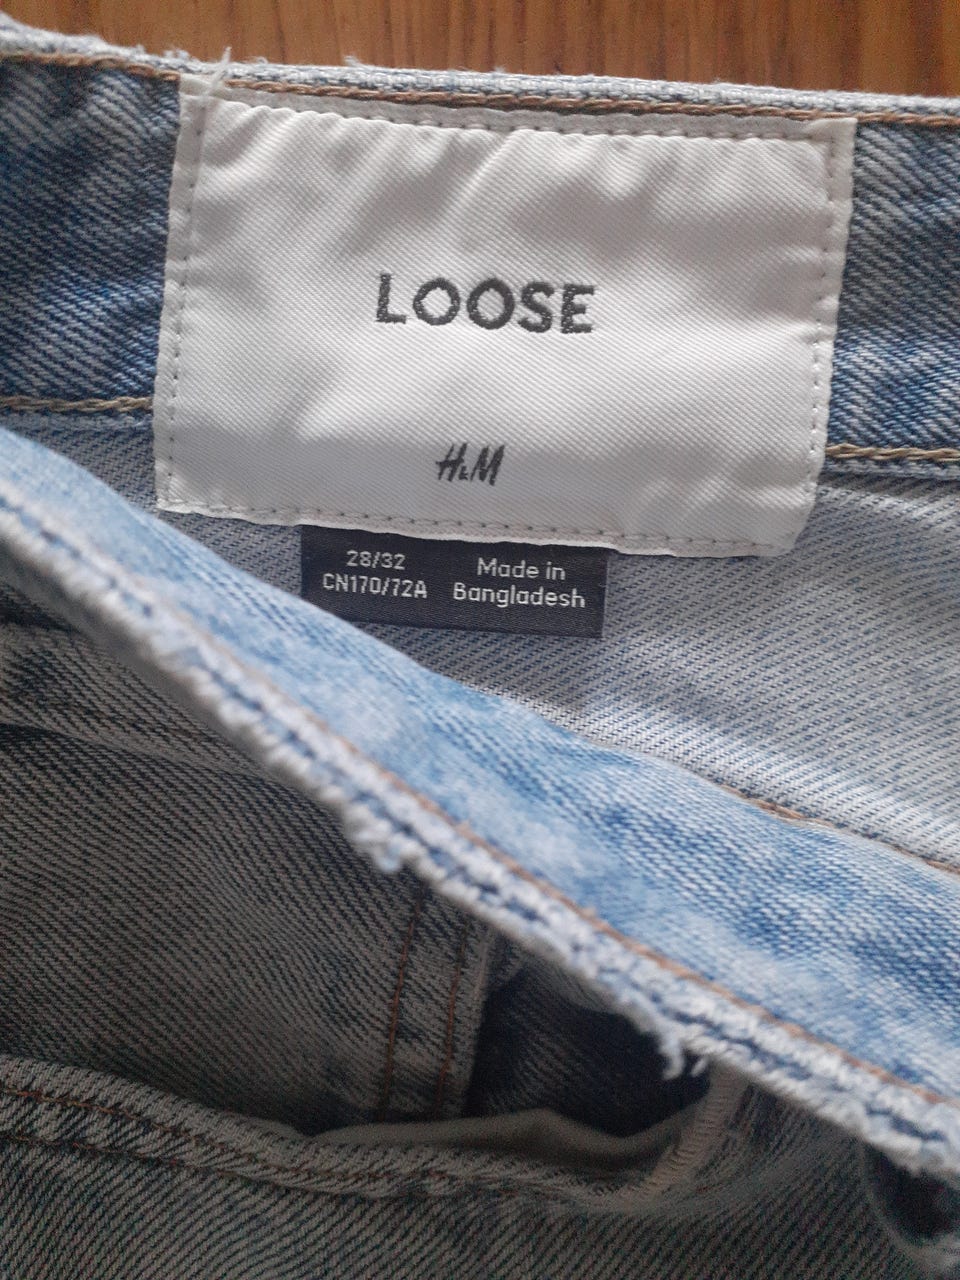 LOOSE
H&M
28/32
CN170/72A
Made in
Bangladesh